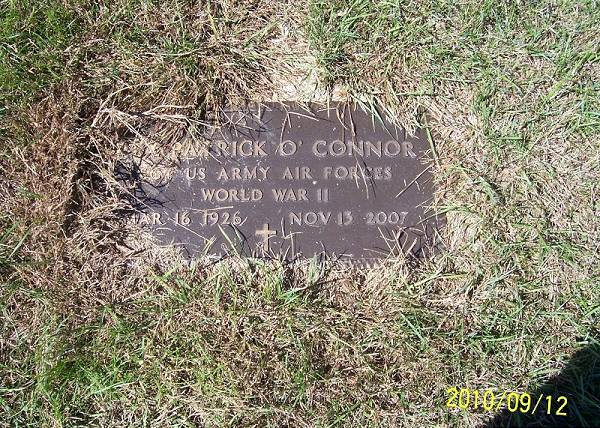 PATRICK O' CONNOR
US ARMY AIR FORCES
WORLD WAR II
MAR 16 1926 NOV 13 2007
2010/09/12